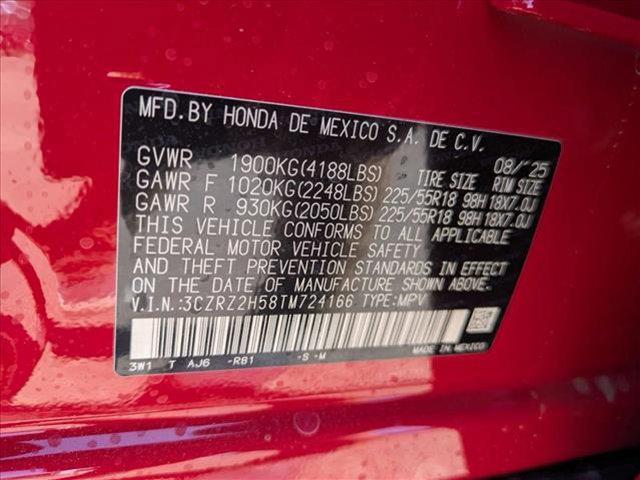 MFD.BY HONDA DE MEXICO S.A. DE C.V.
08/ '25
GVWR 1900KG(4188LBS) TIRE SIZE RIM SIZE
GAWR F 1020KG(2248LBS) 225/55R18 98H 18X7.0J
GAWR R 930KG(2050LBS) 225/55R18 98H 18X7.0J
THIS VEHICLE CONFORMS TO ALL APPLICABLE
FEDERAL MOTOR VEHICLE SAFETY
AND THEFT PREVENTION STANDARDS IN EFFECT
ON THE DATE OF MANUFACTURE SHOWN ABOVE.
V.I.N.:3CZRZ2H58TM724166 TYPE:MPV
3W1 T AJ6 -R81 -S-M
MADE IN MEXICO